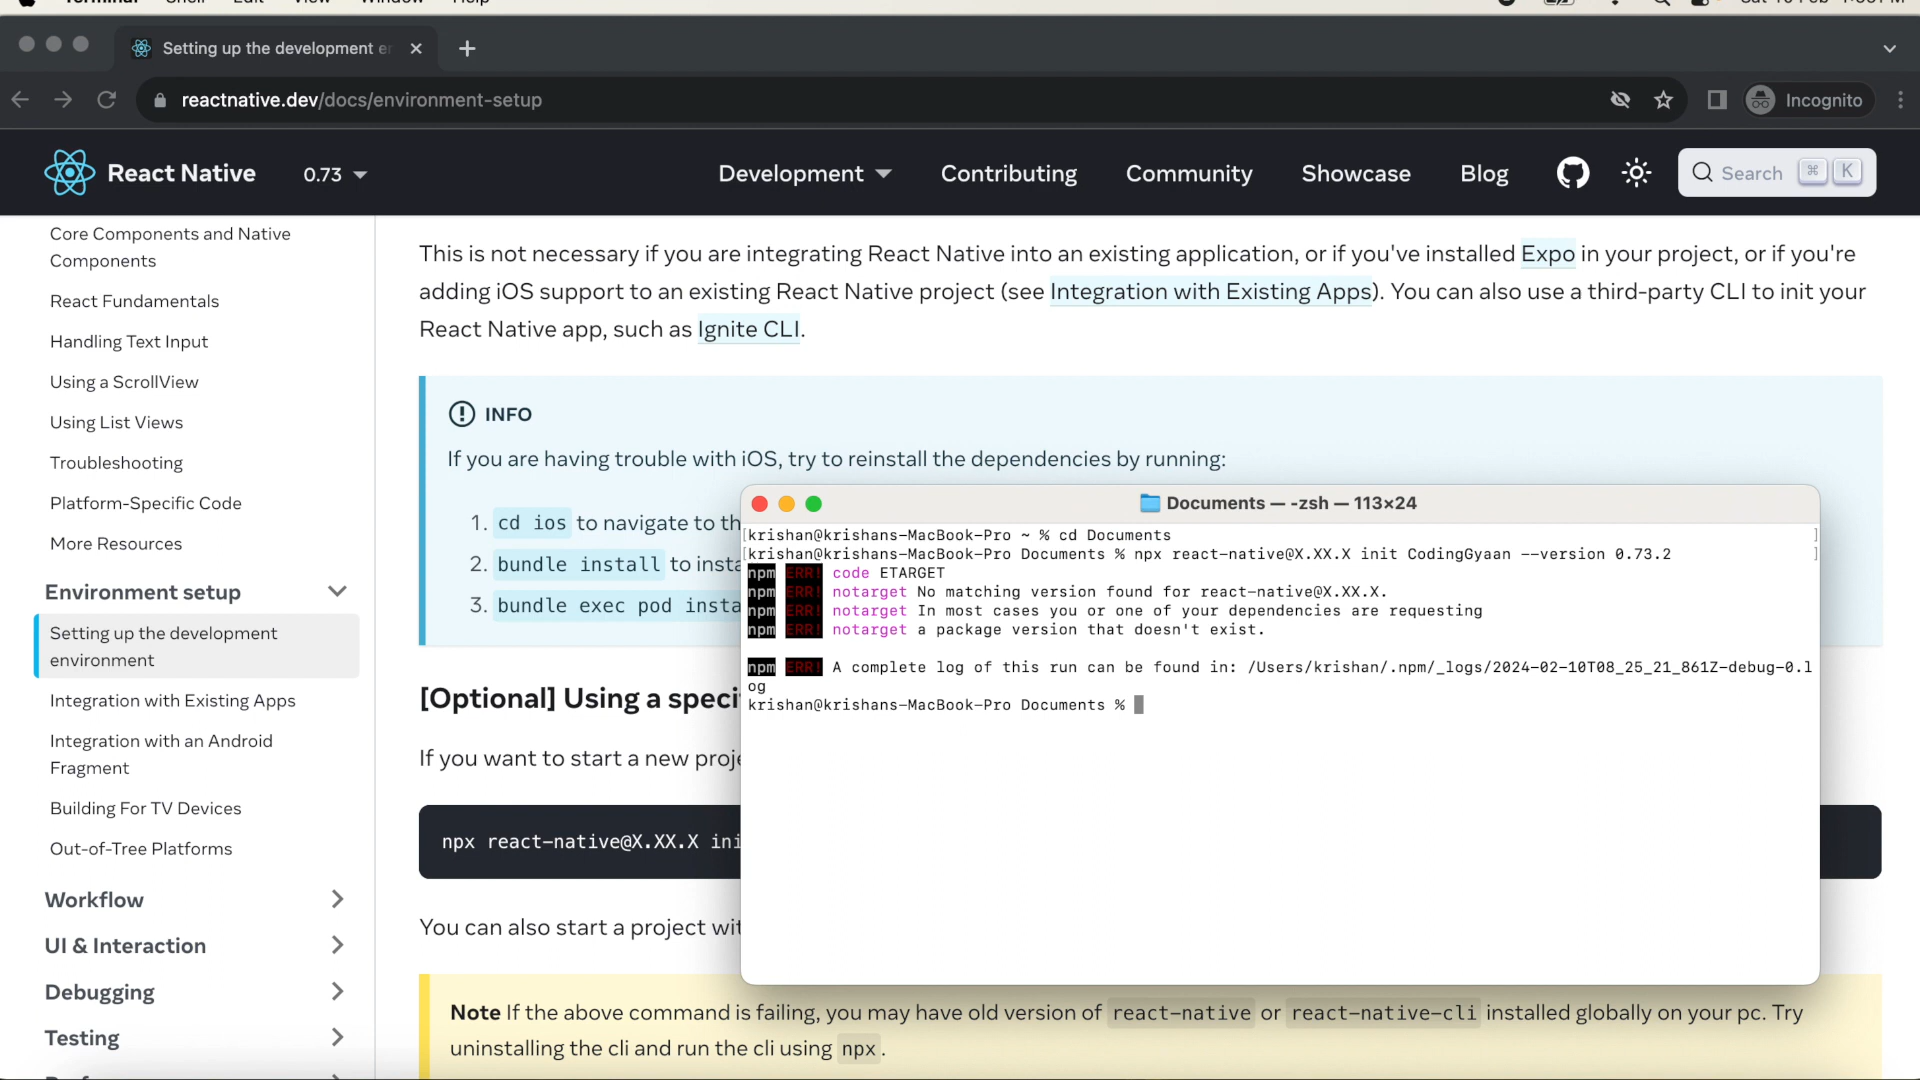 Setting up the development e
reactnative.dev/docs/environment-setup
Incognito
React Native 0.73 Development Contributing Community Showcase Blog Search ⌘ K
Core Components and Native
Components
React Fundamentals
Handling Text Input
Using a ScrollView
Using List Views
Troubleshooting
Platform-Specific Code
More Resources
Environment setup
Setting up the development
environment
Integration with Existing Apps
Integration with an Android
Fragment
Building For TV Devices
Out-of-Tree Platforms
Workflow
UI & Interaction
Debugging
Testing
This is not necessary if you are integrating React Native into an existing application, or if you've installed Expo in your project, or if you're
adding iOS support to an existing React Native project (see Integration with Existing Apps). You can also use a third-party CLI to init your
React Native app, such as Ignite CLI.
INFO
If you are having trouble with iOS, try to reinstall the dependencies by running:
1. cd ios to navigate to th
2. bundle install to insta
3. bundle exec pod insta
[Optional] Using a speci
If you want to start a new proje
npx react-native@X.XX.X ini
You can also start a project wit
Note If the above command is failing, you may have old version of react-native or react-native-cli installed globally on your pc. Try
uninstalling the cli and run the cli using npx.
Documents — -zsh — 113×24
[krishan@krishans-MacBook-Pro ~ % cd Documents ]
[krishan@krishans-MacBook-Pro Documents % npx react-native@X.XX.X init CodingGyaan --version 0.73.2 ]
npm ERR! code ETARGET
npm ERR! notarget No matching version found for react-native@X.XX.X.
npm ERR! notarget In most cases you or one of your dependencies are requesting
npm ERR! notarget a package version that doesn't exist.
npm ERR! A complete log of this run can be found in: /Users/krishan/.npm/_logs/2024-02-10T08_25_21_861Z-debug-0.l
og
krishan@krishans-MacBook-Pro Documents %